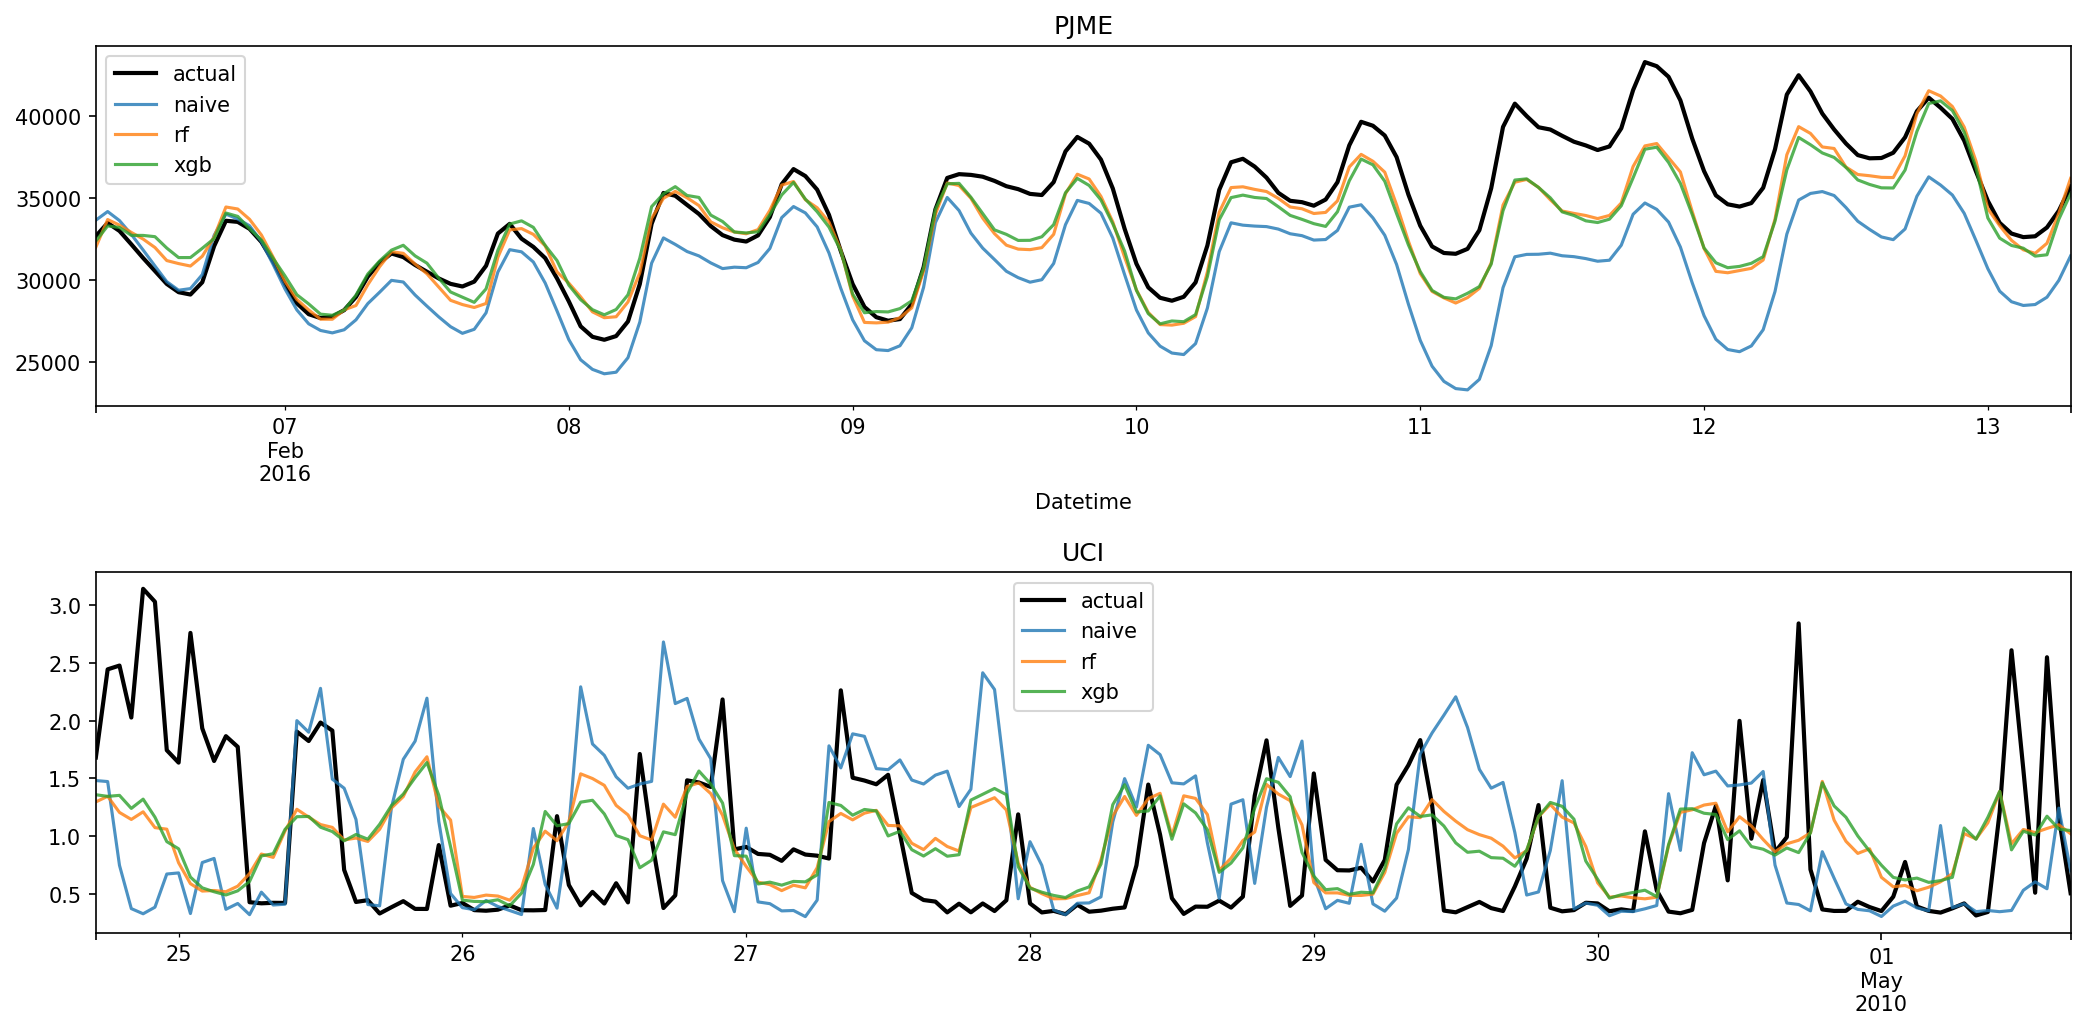 PJME
actual
naive
rf
xgb
40000
35000
30000
25000
07 08 09 10 11 12 13
Feb
2016
Datetime
UCI
actual
naive
rf
xgb
3.0
2.5
2.0
1.5
1.0
0.5
25 26 27 28 29 30 01
May
2010